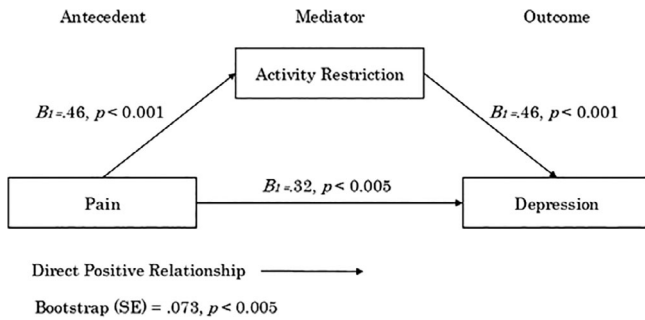 Antecedent Mediator Outcome
Activity Restriction
B1=.46, p < 0.001 B1=.46, p < 0.001
B1=.32, p < 0.005
Pain Depression
Direct Positive Relationship
Bootstrap (SE) = .073, p < 0.005